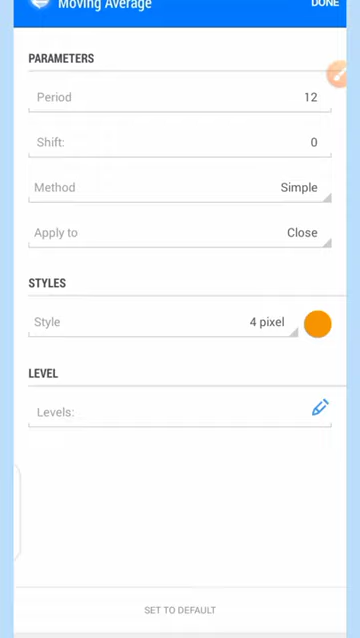 Moving Average DONE
PARAMETERS
Period 12
Shift: 0
Method Simple
Apply to Close
STYLES
Style 4 pixel
LEVEL
Levels:
SET TO DEFAULT